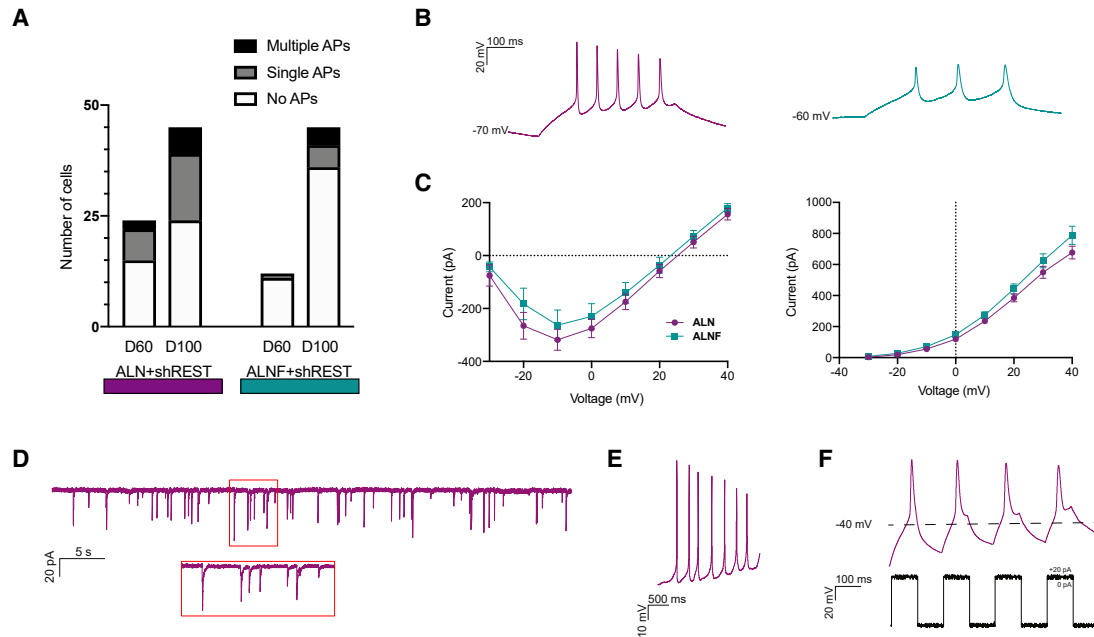 A
Multiple APs
Single APs
No APs
50
25
0
Number of cells
D60
D100
D60
D100
ALN+shREST
ALNF+shREST
B
100 ms
20 mV
-70 mV
-60 mV
C
200
0
-200
-400
Current (pA)
-20
0
20
40
Voltage (mV)
ALN
ALNF
1000
800
600
400
200
0
Current (pA)
-40
-20
0
20
40
Voltage (mV)
D
20 pA
5 s
E
500 ms
10 mV
F
-40 mV
100 ms
20 mV
+20 pA
0 pA